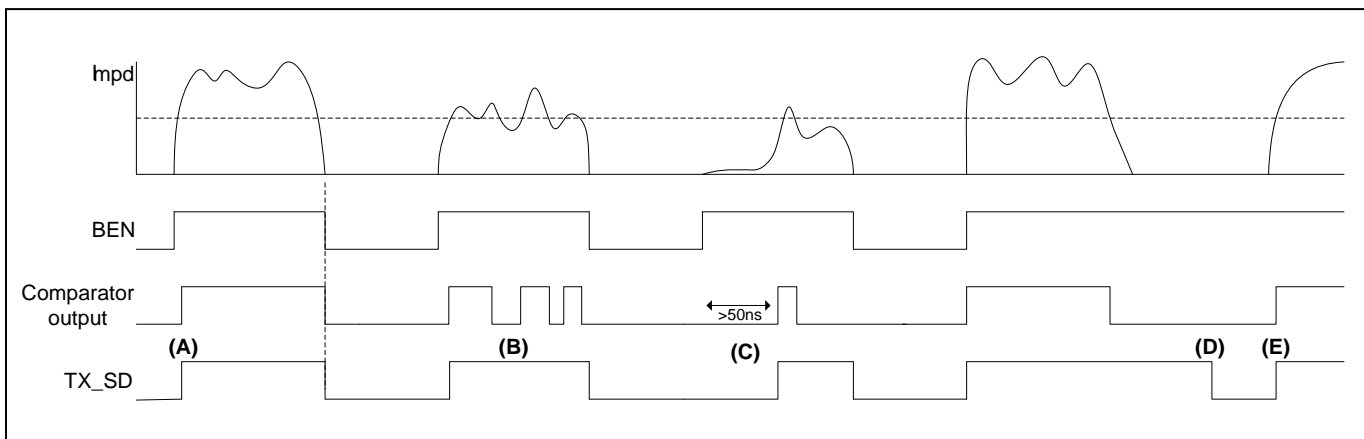 Impd
BEN
Comparator
output
>50ns
(A)
(B)
(C)
(D)
(E)
TX_SD